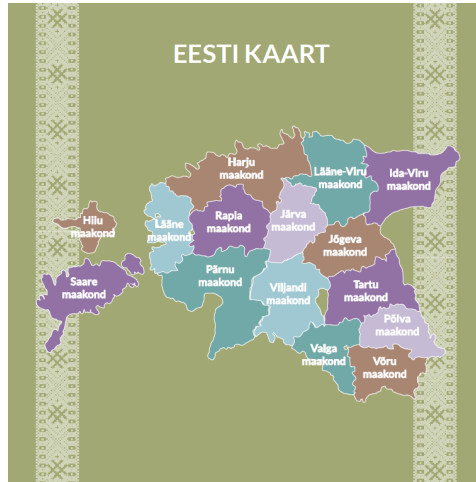 EESTI KAART
Harju
maakond
Lääne-Viru
maakond
Ida-Viru
maakond
Hiiu
maakond
Lääne
maakond
Rapla
maakond
Järva
maakond
Jõgeva
maakond
Saare
maakond
Pärnu
maakond
Viljandi
maakond
Tartu
maakond
Põlva
maakond
Valga
maakond
Võru
maakond